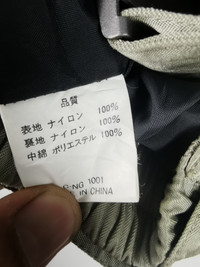 品質
表地 ナイロン 100%
裏地 ナイロン 100%
中綿 ポリエステル 100%
NG 1001
IN CHINA